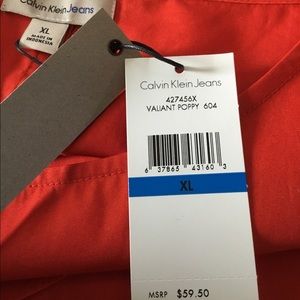 Calvin Klein Jeans
XL
MADE IN
INDONESIA
Calvin Klein Jeans
427456X
VALIANT POPPY 604
6 37865 43160 3
XL
MSRP $59.50